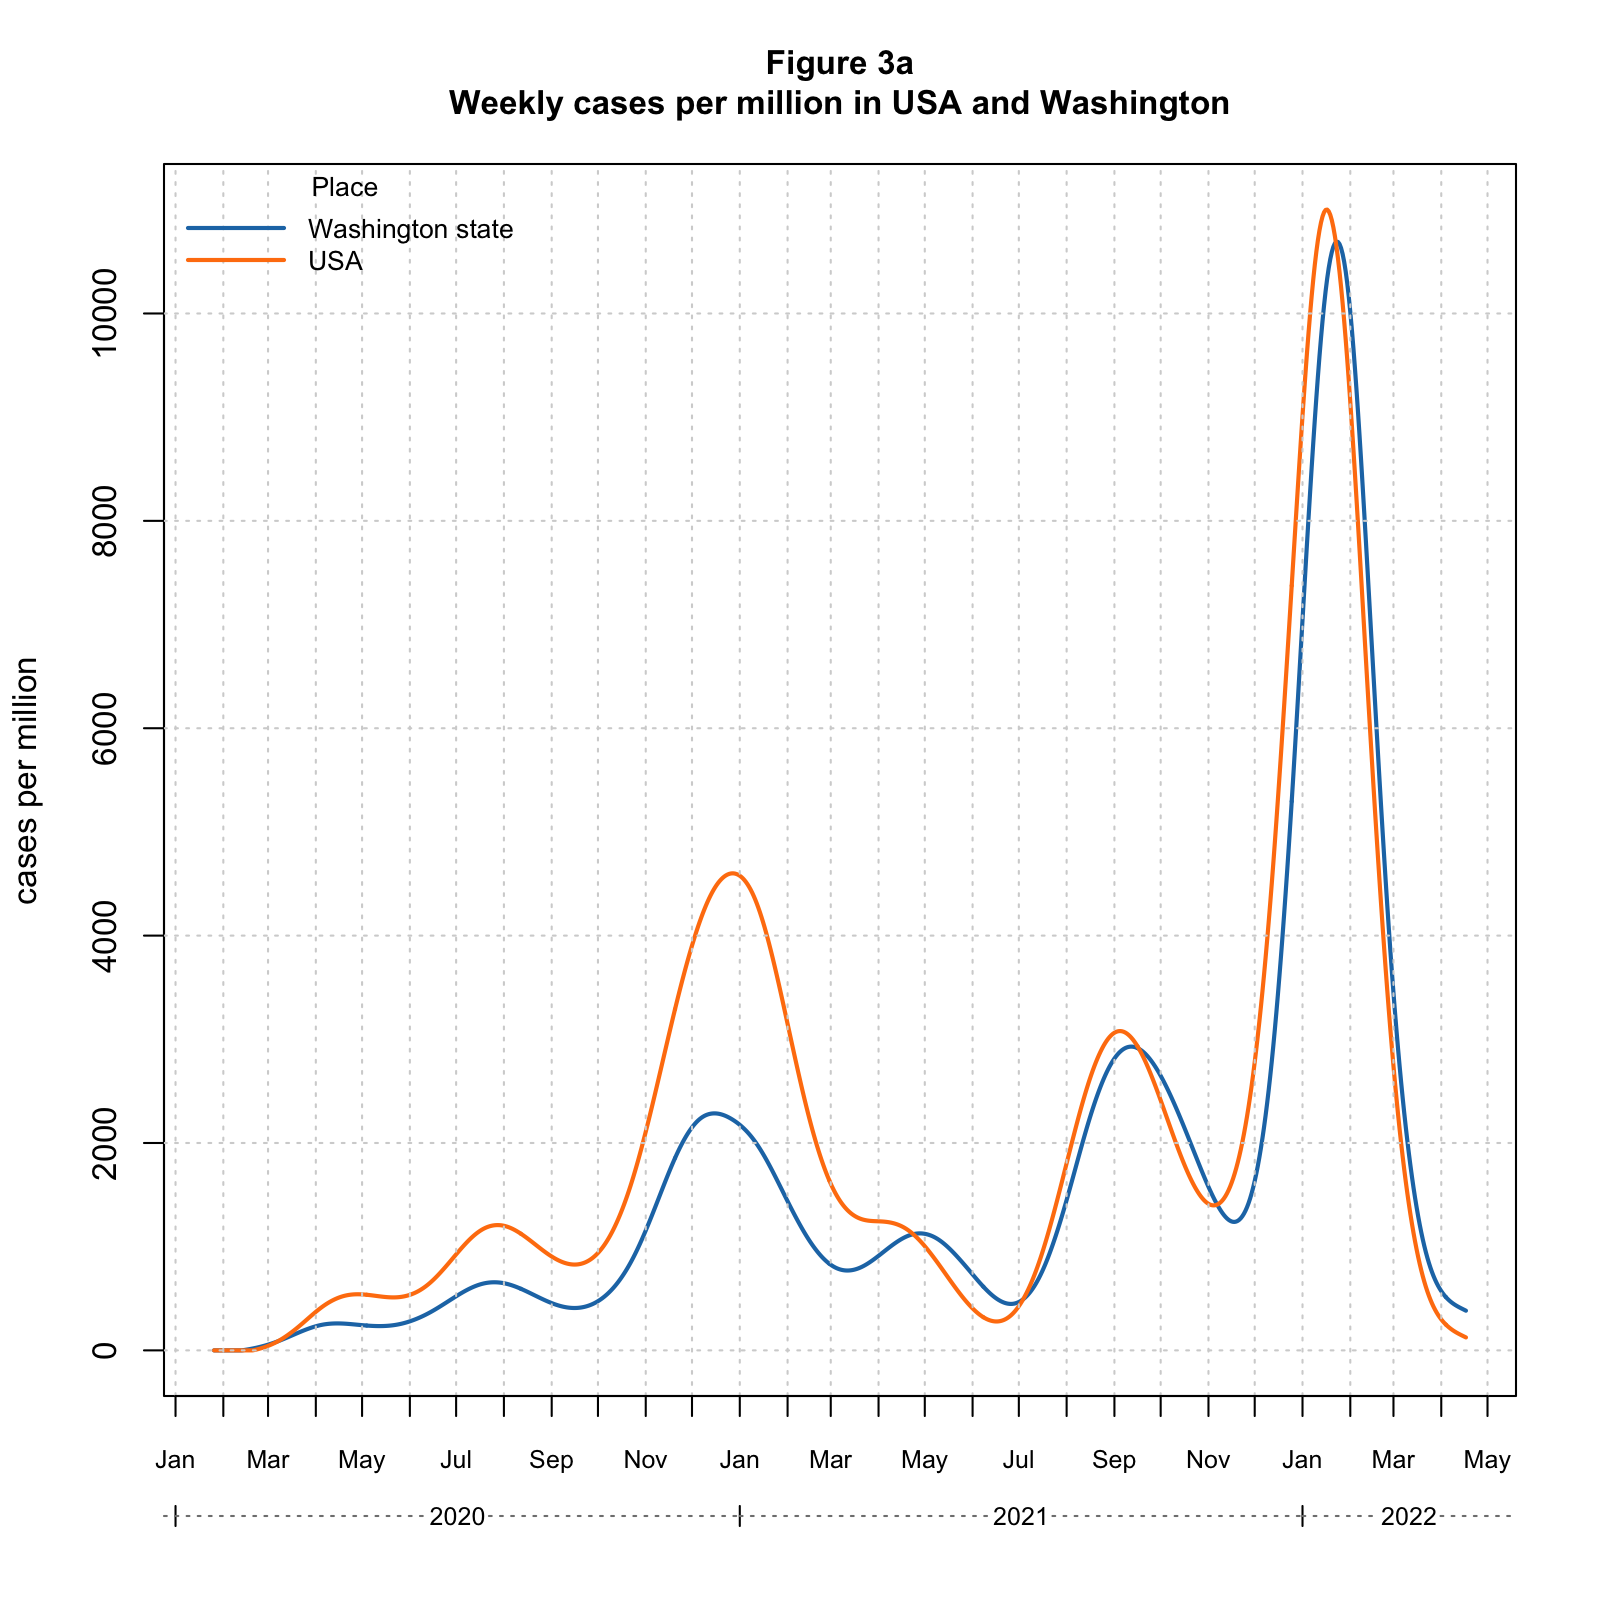 Figure 3a
Weekly cases per million in USA and Washington
Place
Washington state
USA
cases per million
10000
8000
6000
4000
2000
0
Jan Mar May Jul Sep Nov Jan Mar May Jul Sep Nov Jan Mar May
2020 2021 2022